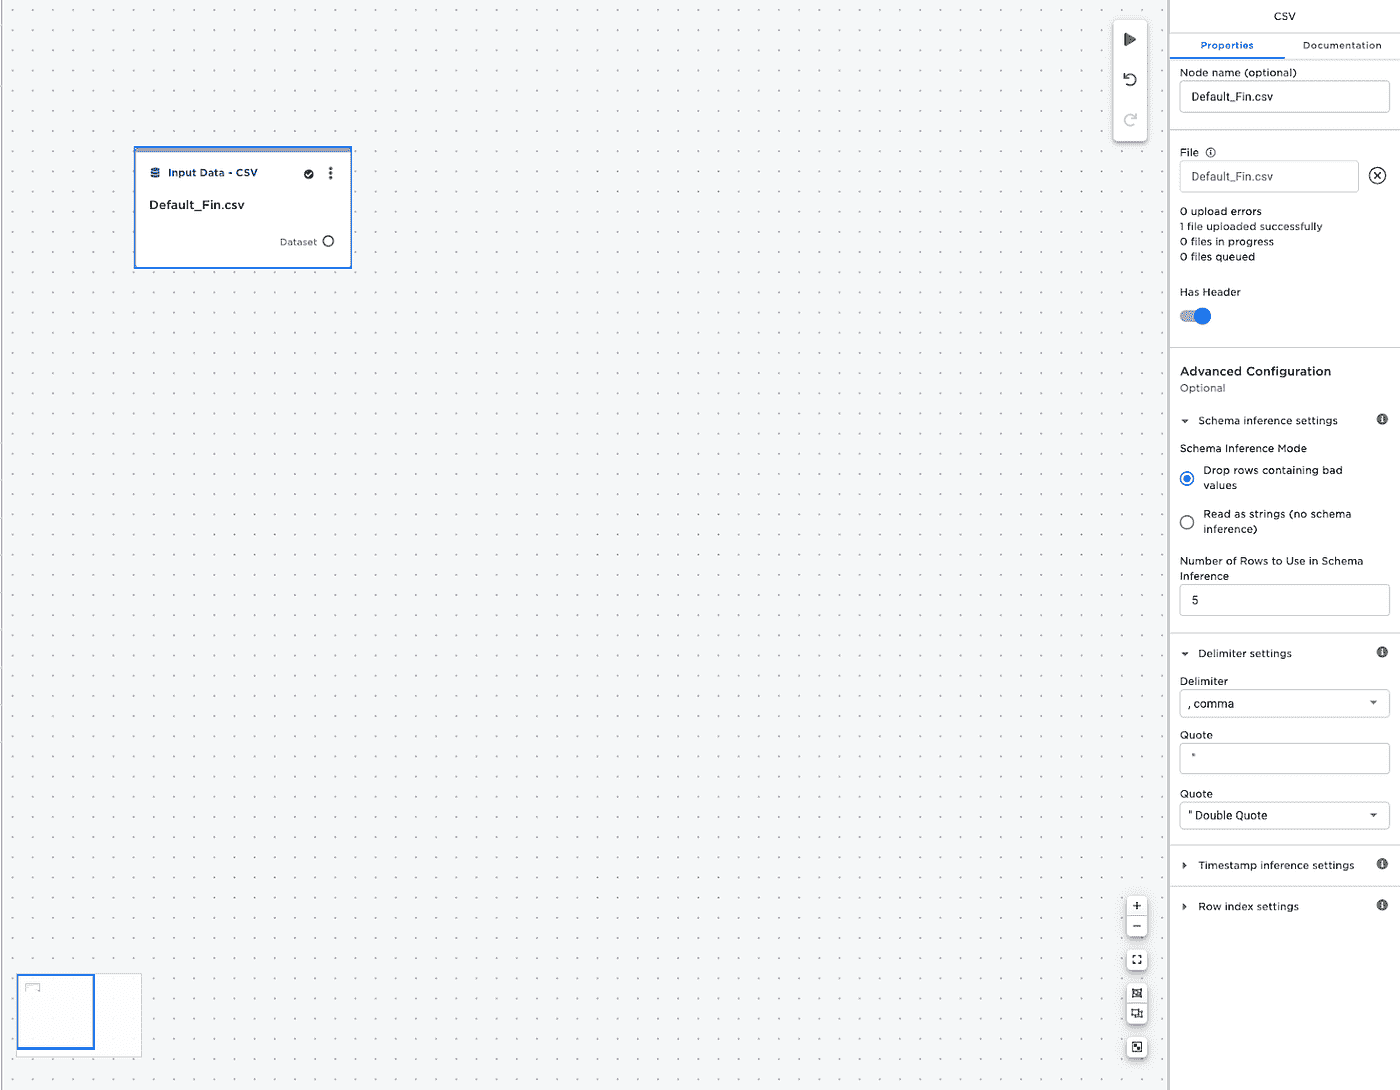 Input Data - CSV
Default_Fin.csv
Dataset
CSV
Properties Documentation
Node name (optional)
Default_Fin.csv
File
Default_Fin.csv
0 upload errors
1 file uploaded successfully
0 files in progress
0 files queued
Has Header
Advanced Configuration
Optional
Schema inference settings
Schema Inference Mode
Drop rows containing bad
values
Read as strings (no schema
inference)
Number of Rows to Use in Schema
Inference
5
Delimiter settings
Delimiter
, comma
Quote
"
Quote
" Double Quote
Timestamp inference settings
Row index settings